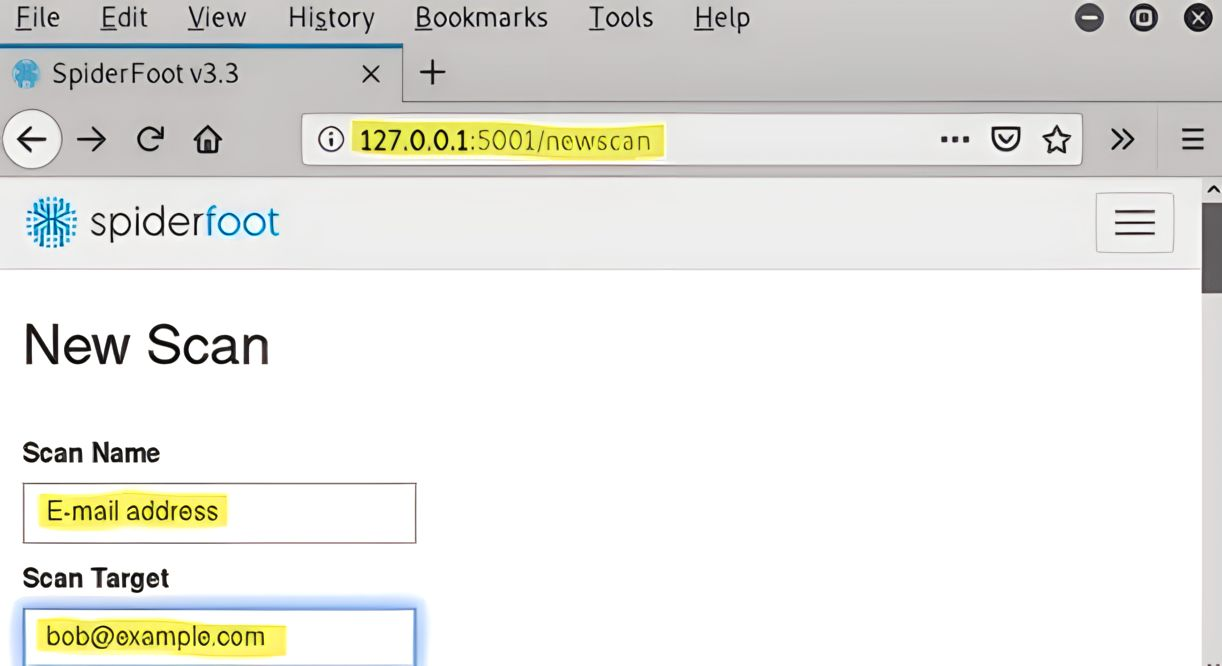 File Edit View History Bookmarks Tools Help
SpiderFoot v3.3
127.0.0.1:5001/newscan
spiderfoot
New Scan
Scan Name
E-mail address
Scan Target
bob@example.com